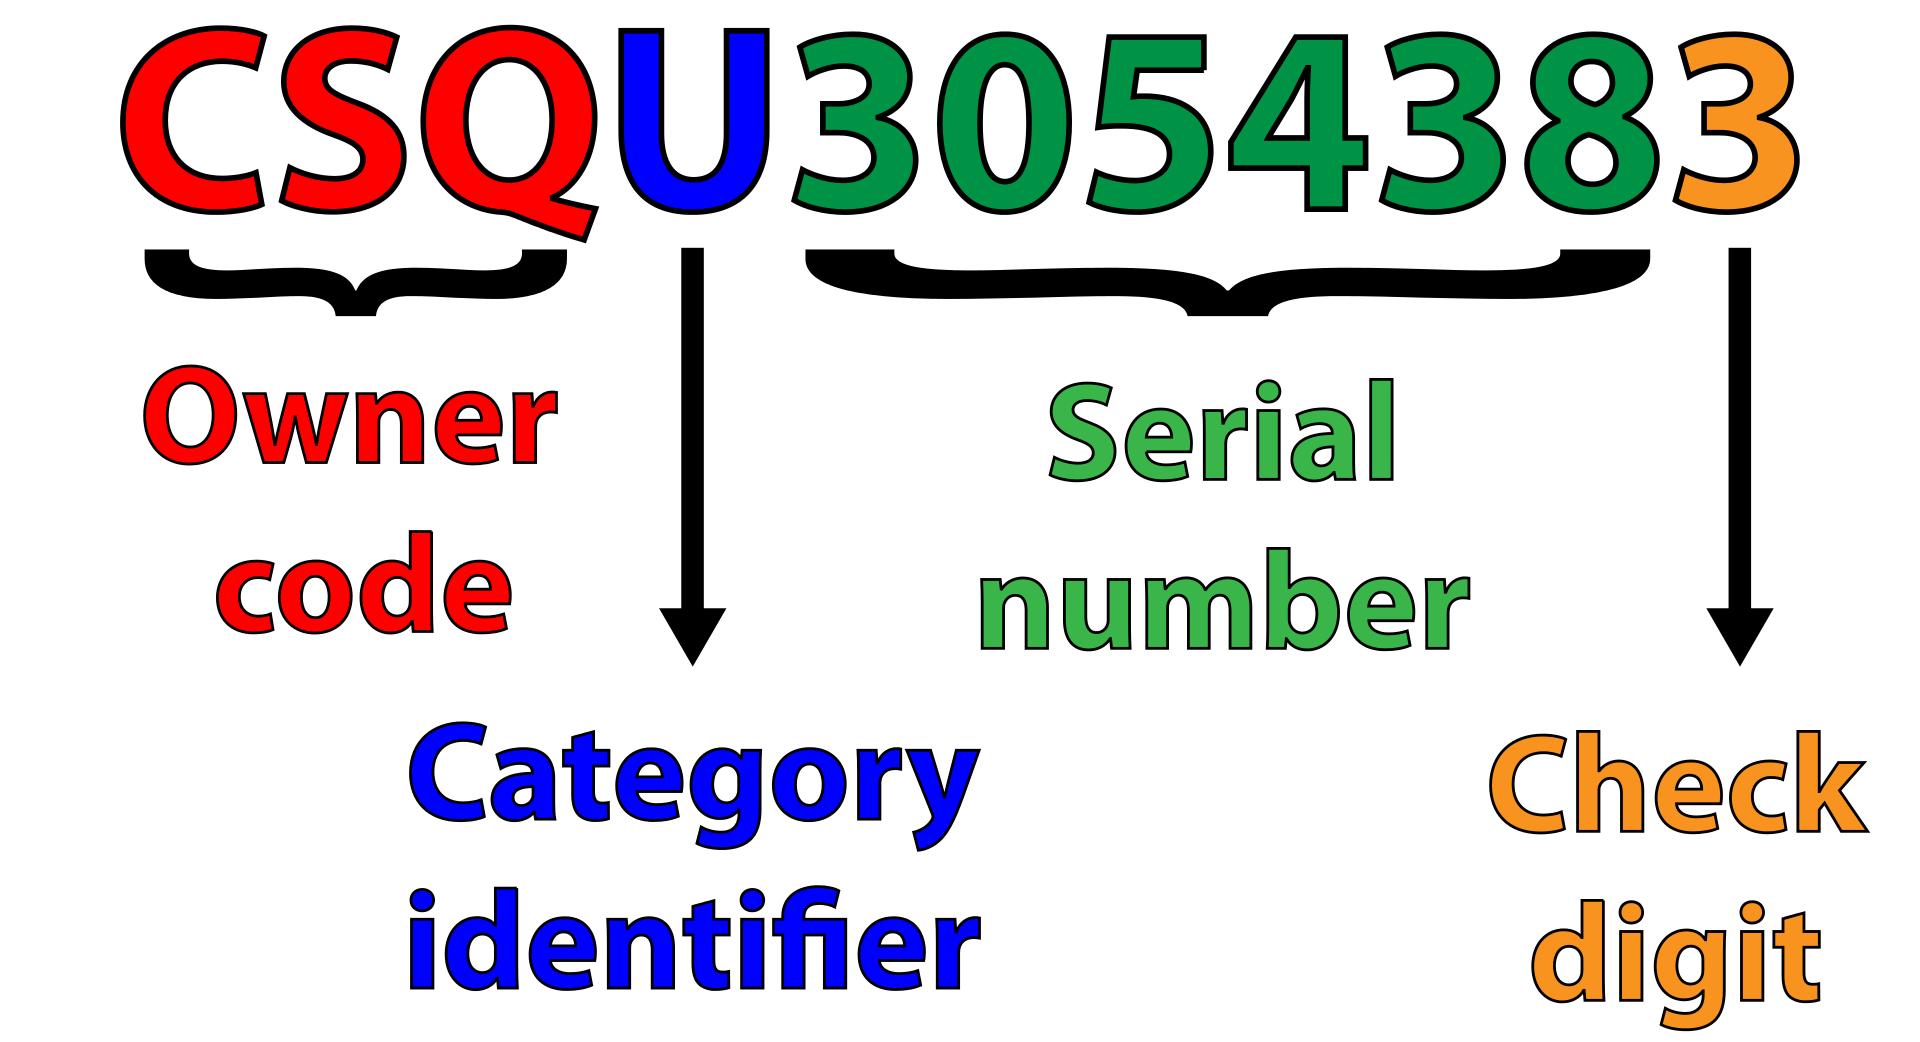 CSQU3054383
Owner
code
Serial
number
Category
identifier
Check
digit